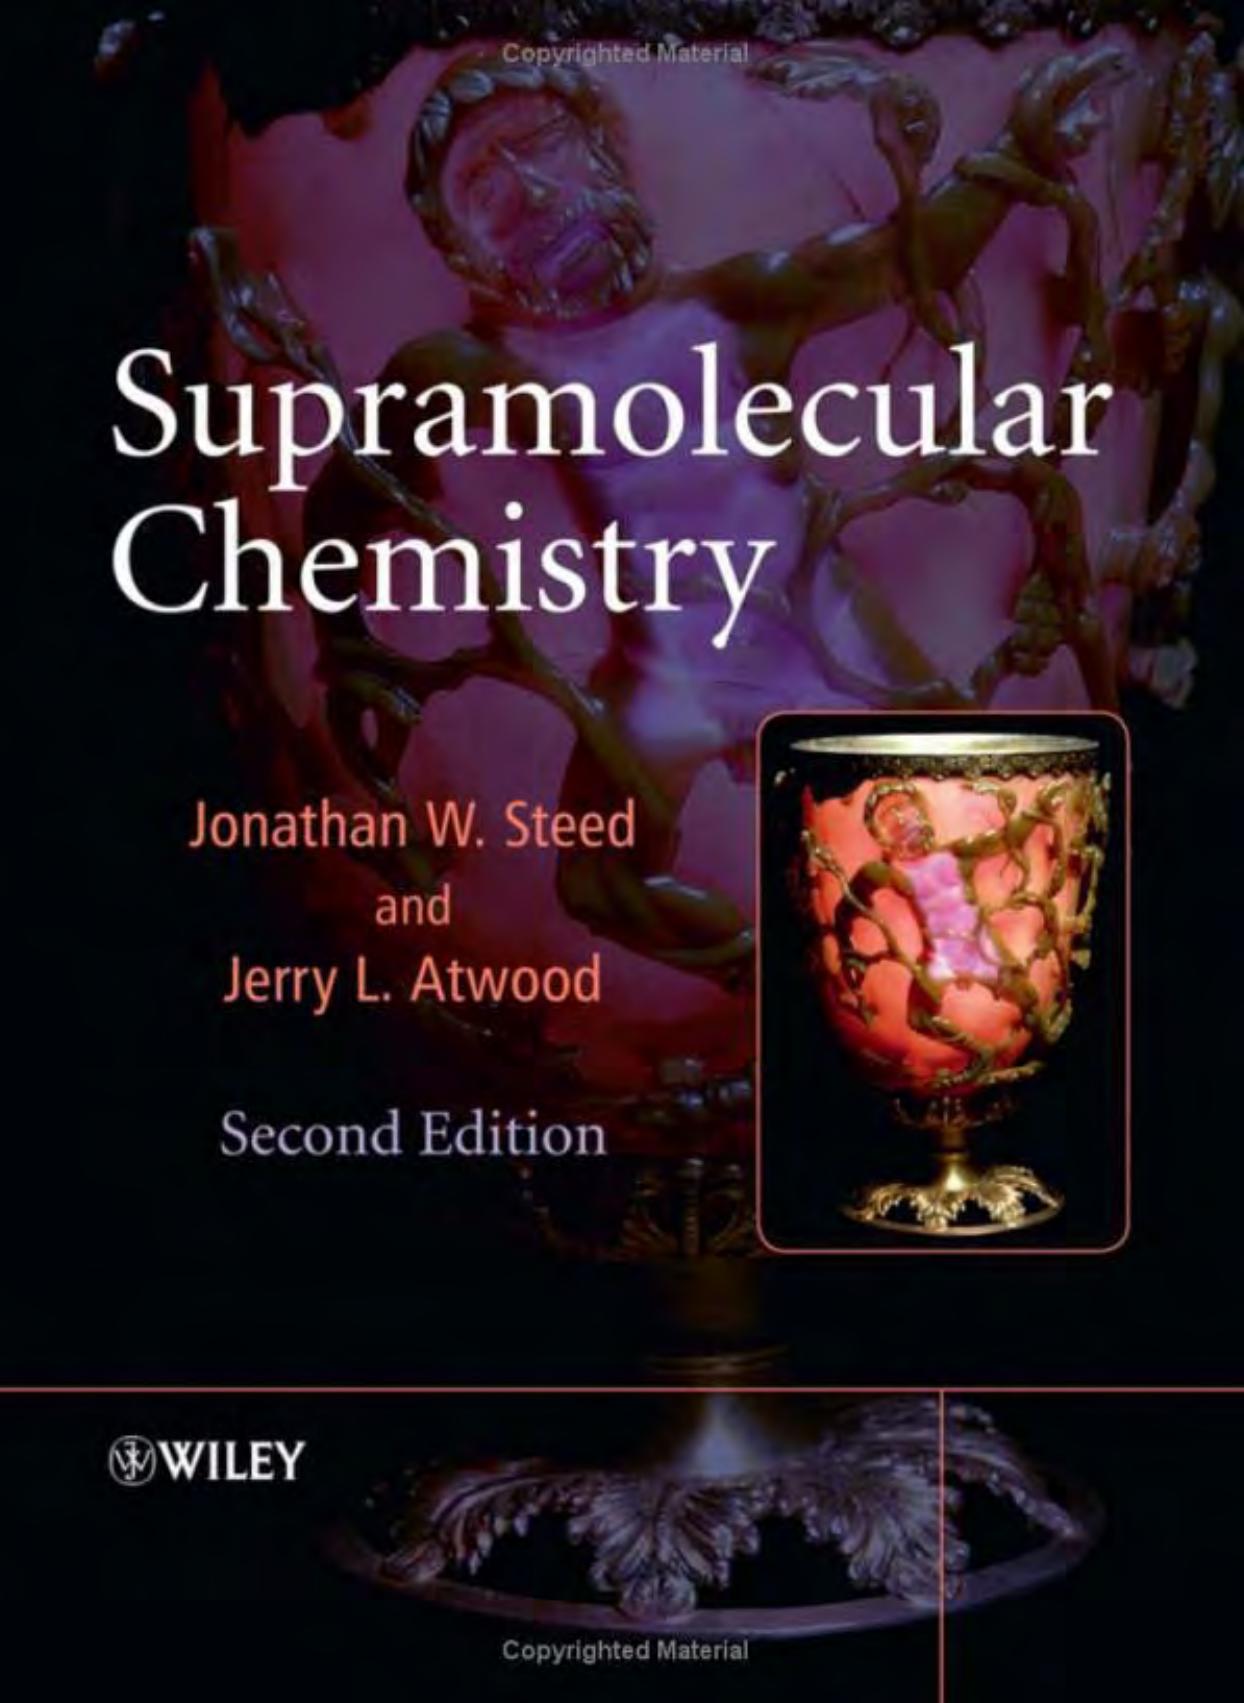 Copyrighted Material
Supramolecular
Chemistry
Jonathan W. Steed
and
Jerry L. Atwood
Second Edition
WILEY
Copyrighted Material